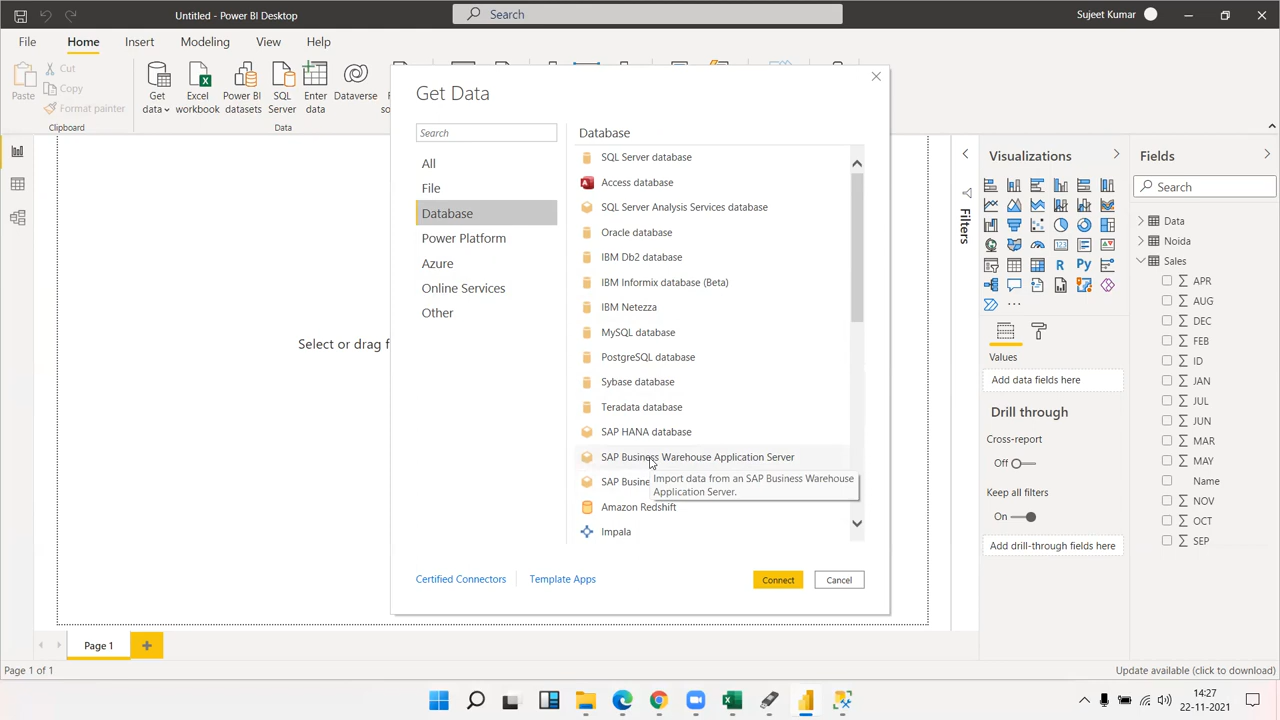 Untitled - Power BI Desktop
Search
Sujeet Kumar
File
Home
Insert
Modeling
View
Help
Paste
Cut
Copy
Format painter
Clipboard
Get data
Excel workbook
Power BI datasets
SQL Server
Enter data
Dataverse
Data
Get Data
Search
All
File
Database
Power Platform
Azure
Online Services
Other
Database
SQL Server database
Access database
SQL Server Analysis Services database
Oracle database
IBM Db2 database
IBM Informix database (Beta)
IBM Netezza
MySQL database
PostgreSQL database
Sybase database
Teradata database
SAP HANA database
SAP Business Warehouse Application Server
SAP Busine
Import data from an SAP Business Warehouse
Application Server.
Amazon Redshift
Impala
Certified Connectors
Template Apps
Connect
Cancel
Select or drag f
Filters
Visualizations
R
Py
123
Values
Add data fields here
Drill through
Cross-report
Off
Keep all filters
On
Add drill-through fields here
Fields
Search
Data
Noida
Sales
APR
AUG
DEC
FEB
ID
JAN
JUL
JUN
MAR
MAY
Name
NOV
OCT
SEP
Page 1
Page 1 of 1
Update available (click to download)
14:27
22-11-2021